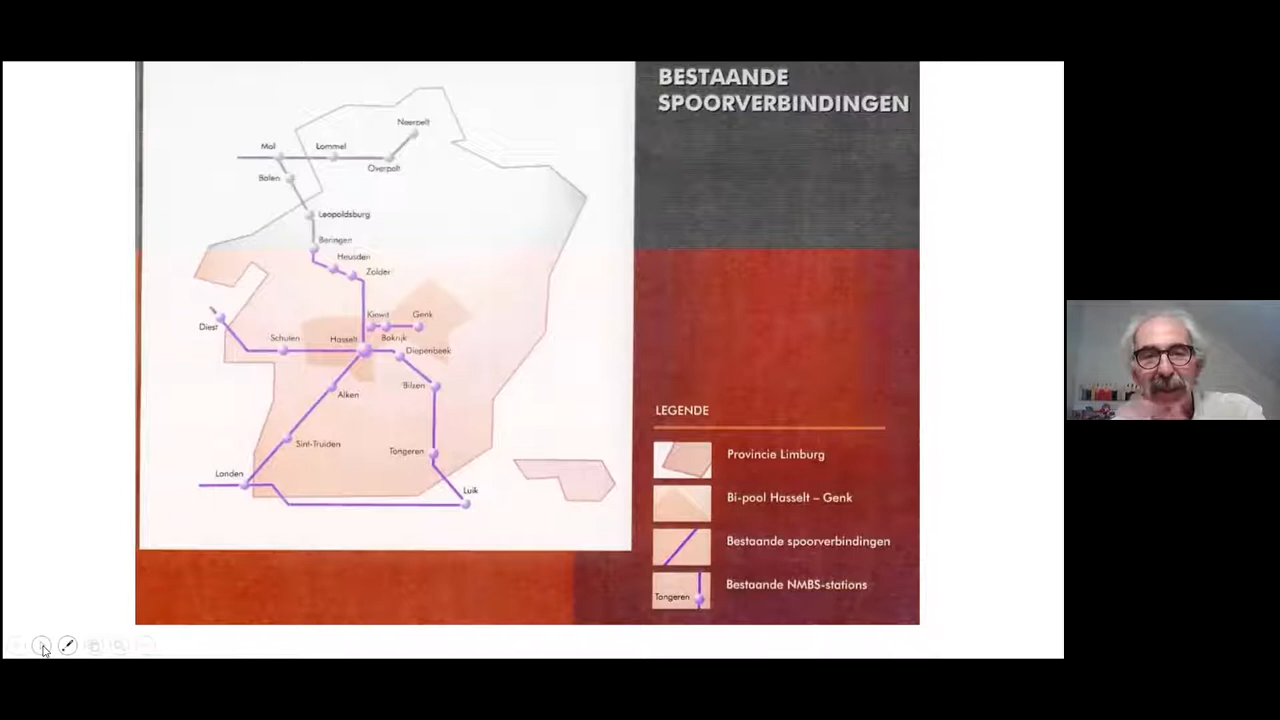 BESTAANDE
SPOORVERBINDINGEN
Neerpelt
Mol
Lommel
Overpelt
Balen
Leopoldsburg
Beringen
Heusden
Zolder
Kiewit
Genk
Diest
Schulen
Hasselt
Bokrijk
Diepenbeek
Bilzen
Alken
Sint-Truiden
Tongeren
Landen
Luik
LEGENDE
Provincie Limburg
Bi-pool Hasselt – Genk
Bestaande spoorverbindingen
Tongeren
Bestaande NMBS-stations